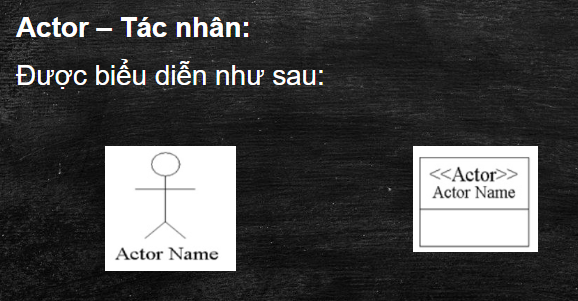 Actor – Tác nhân:
Được biểu diễn như sau:
Actor Name
<<Actor>>
Actor Name